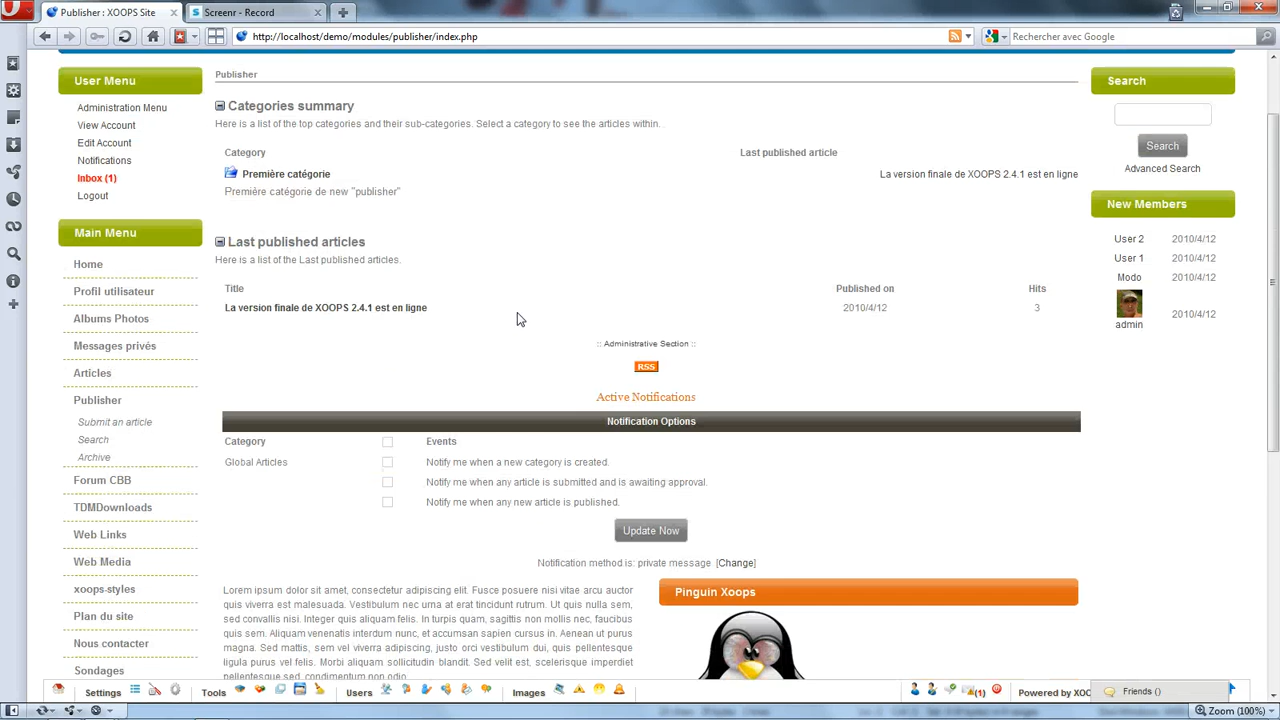 Publisher : XOOPS Site
Screenr - Record
http://localhost/demo/modules/publisher/index.php
Rechercher avec Google
User Menu
Administration Menu
View Account
Edit Account
Notifications
Inbox (1)
Logout
Main Menu
Home
Profil utilisateur
Albums Photos
Messages privés
Articles
Publisher
Submit an article
Search
Archive
Forum CBB
TDMDownloads
Web Links
Web Media
xoops-styles
Plan du site
Nous contacter
Sondages
Publisher
Categories summary
Here is a list of the top categories and their sub-categories. Select a category to see the articles within.
Category Last published article
Première catégorie La version finale de XOOPS 2.4.1 est en ligne
Première catégorie de new "publisher"
Last published articles
Here is a list of the Last published articles.
Title Published on Hits
La version finale de XOOPS 2.4.1 est en ligne 2010/4/12 3
:: Administrative Section ::
RSS
Active Notifications
Notification Options
Category Events
Global Articles Notify me when a new category is created.
Notify me when any article is submitted and is awaiting approval.
Notify me when any new article is published.
Update Now
Notification method is: private message [Change]
Lorem ipsum dolor sit amet, consectetur adipiscing elit. Fusce posuere nisi vitae arcu auctor
quis viverra est malesuada. Vestibulum nec urna at erat tincidunt rutrum. Ut quis nulla sem,
sed convallis nisi. Integer quis aliquam felis. In turpis quam, sagittis non mollis quis, faucibus
quis sem. Aliquam venenatis interdum nunc, et accumsan sapien cursus in. Aenean ut purus
magna. Sed mattis, sem vel viverra aliquam, justo orci vestibulum diam, quis viverra est
ligula purus vel felis. Morbi aliquam sollicitudin blandit. Sed velit est, scelerisque imperdiet
pellentesque sed, condimentum non odio.
Pinguin Xoops
Search
Search
Advanced Search
New Members
User 2 2010/4/12
User 1 2010/4/12
Modo 2010/4/12
admin 2010/4/12
Settings Tools Users Images (1) Powered by XOO
Friends ()
Zoom (100%)